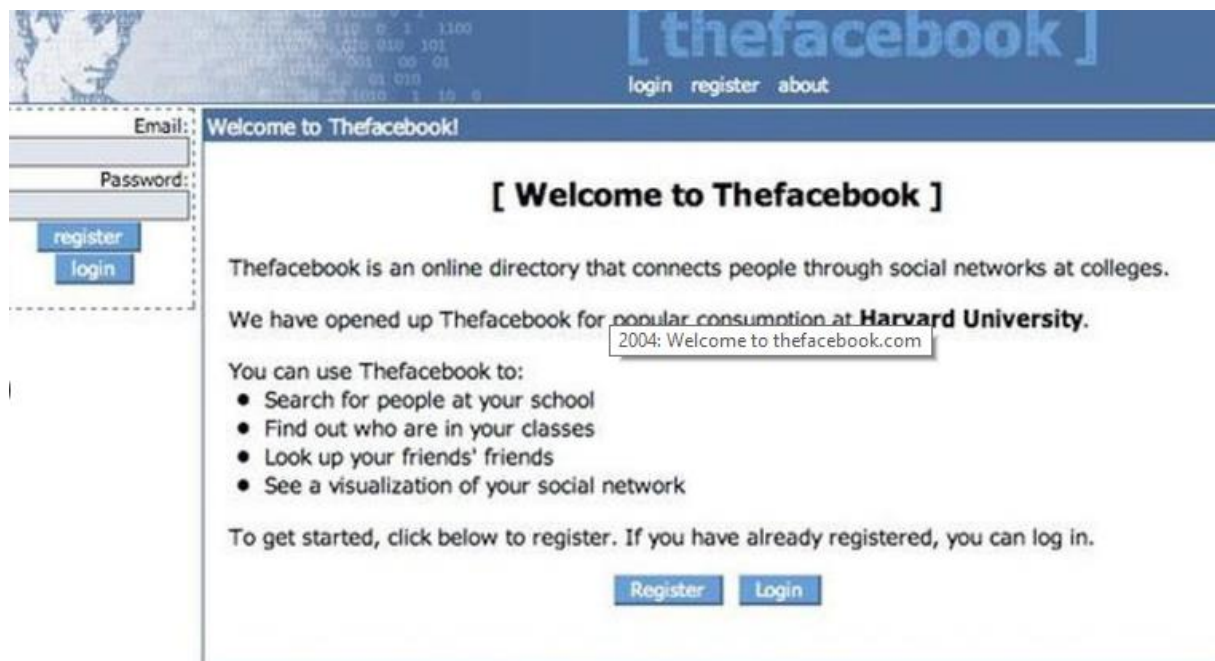 [ thefacebook ]
login register about
Email:
Password:
register
login
Welcome to Thefacebook!
[ Welcome to Thefacebook ]
Thefacebook is an online directory that connects people through social networks at colleges.
We have opened up Thefacebook for popular consumption at Harvard University.
2004: Welcome to thefacebook.com
You can use Thefacebook to:
• Search for people at your school
• Find out who are in your classes
• Look up your friends' friends
• See a visualization of your social network
To get started, click below to register. If you have already registered, you can log in.
Register Login